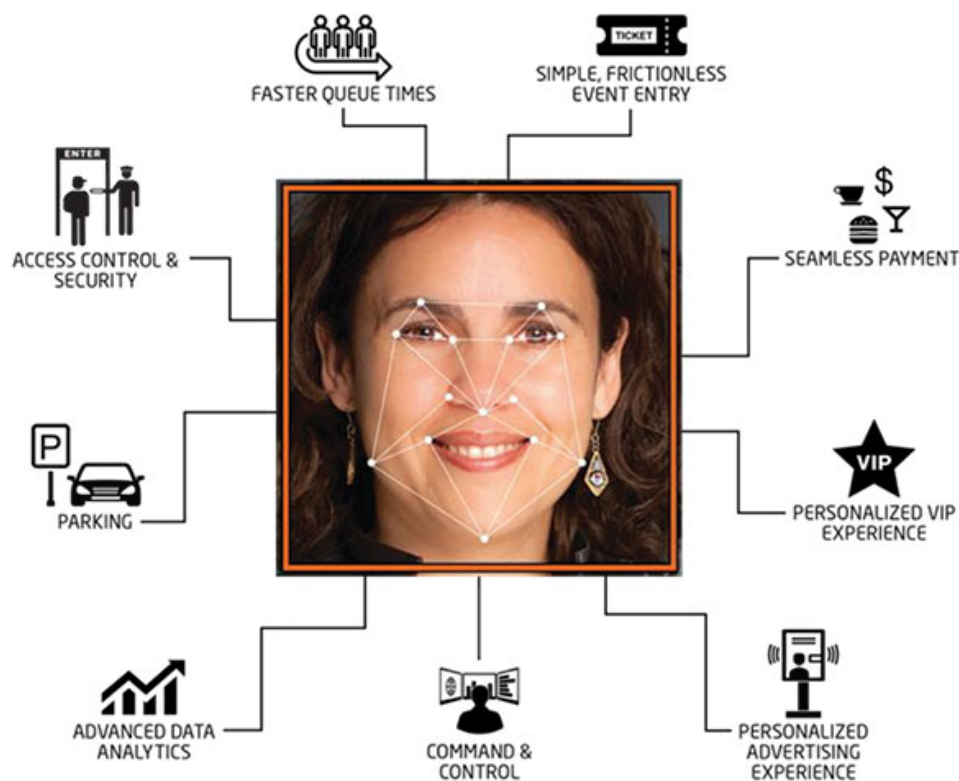 TICKET
FASTER QUEUE TIMES
SIMPLE, FRICTIONLESS
EVENT ENTRY
ENTER
ACCESS CONTROL &
SECURITY
$
SEAMLESS PAYMENT
P
PARKING
VIP
PERSONALIZED VIP
EXPERIENCE
ADVANCED DATA
ANALYTICS
COMMAND &
CONTROL
PERSONALIZED
ADVERTISING
EXPERIENCE